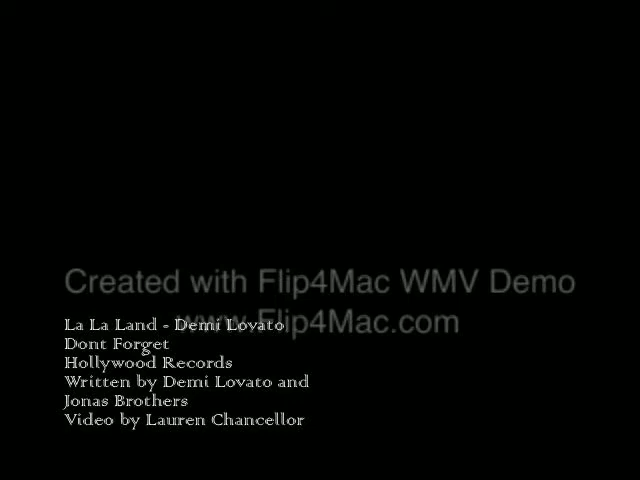 Created with Flip4Mac WMV Demo
www.Flip4Mac.com
La La Land - Demi Lovato
Dont Forget
Hollywood Records
Written by Demi Lovato and
Jonas Brothers
Video by Lauren Chancellor